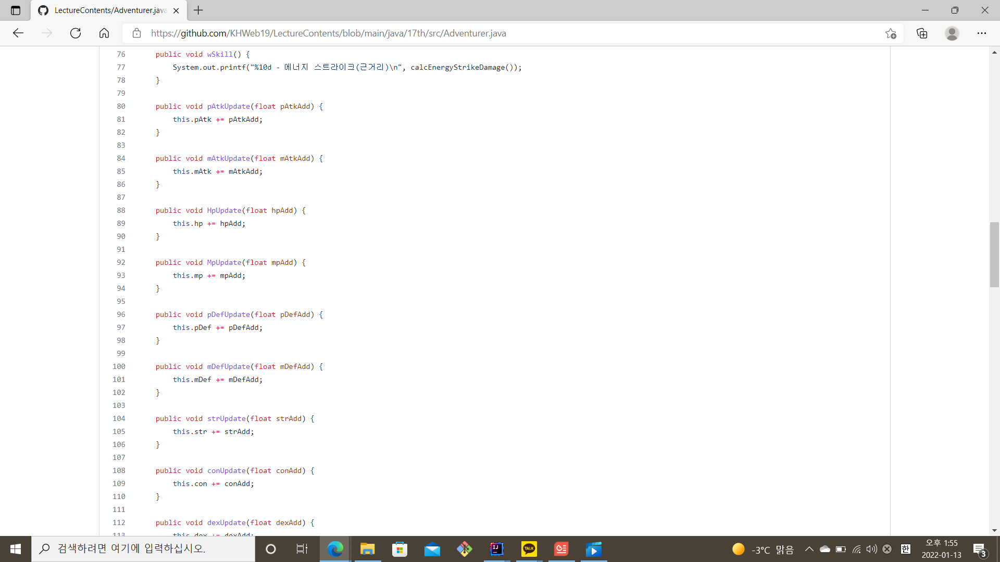 LectureContents/Adventurer.java
https://github.com/KHWeb19/LectureContents/blob/main/java/17th/src/Adventurer.java
76 public void wSkill() {
77 System.out.printf("%10d - 에너지 스트라이크(근거리)\n", calcEnergyStrikeDamage());
78 }
79
80 public void pAtkUpdate(float pAtkAdd) {
81 this.pAtk += pAtkAdd;
82 }
83
84 public void mAtkUpdate(float mAtkAdd) {
85 this.mAtk += mAtkAdd;
86 }
87
88 public void HpUpdate(float hpAdd) {
89 this.hp += hpAdd;
90 }
91
92 public void MpUpdate(float mpAdd) {
93 this.mp += mpAdd;
94 }
95
96 public void pDefUpdate(float pDefAdd) {
97 this.pDef += pDefAdd;
98 }
99
100 public void mDefUpdate(float mDefAdd) {
101 this.mDef += mDefAdd;
102 }
103
104 public void strUpdate(float strAdd) {
105 this.str += strAdd;
106 }
107
108 public void conUpdate(float conAdd) {
109 this.con += conAdd;
110 }
111
112 public void dexUpdate(float dexAdd) {
113 this.dex += dexAdd;
검색하려면 여기에 입력하십시오.
IJ
TALK
-3°C 맑음
한
오후 1:55
2022-01-13
3